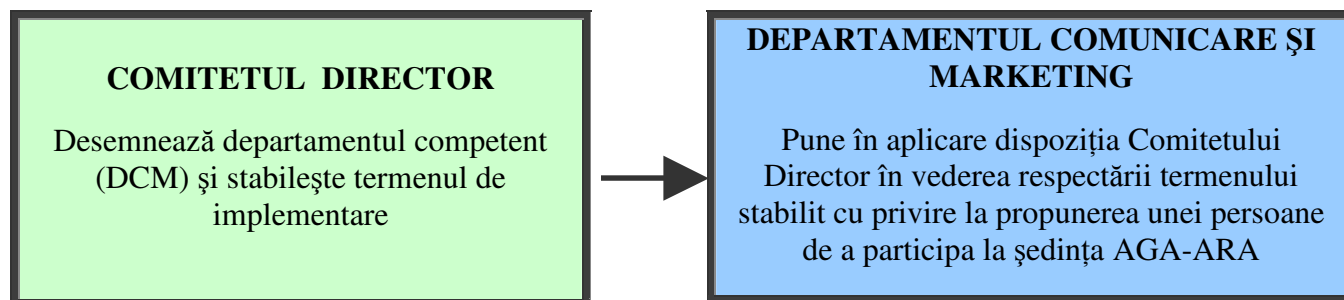 COMITETUL  DIRECTOR
Desemnează departamentul competent
(DCM) şi stabileşte termenul de
implementare
DEPARTAMENTUL COMUNICARE ŞI
MARKETING
Pune în aplicare dispoziția Comitetului
Director în vederea respectării termenului
stabilit cu privire la propunerea unei persoane
de a participa la şedința AGA-ARA